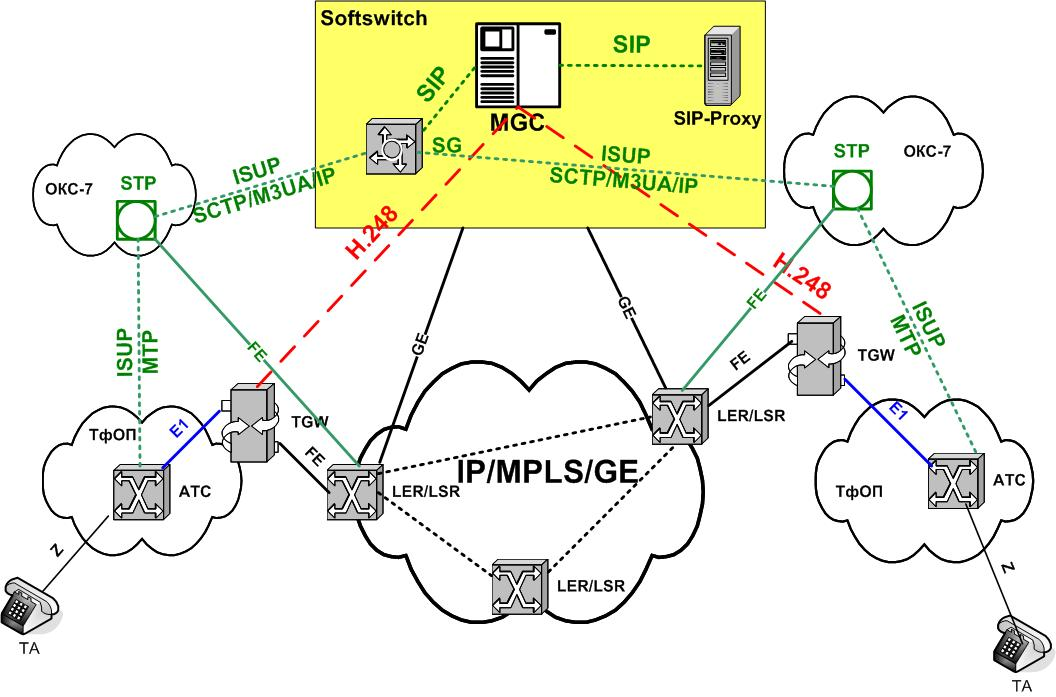 Softswitch
SIP
SIP
MGC
SIP-Proxy
SG
ISUP
SCTP/M3UA/IP
ISUP
SCTP/M3UA/IP
ОКС-7
STP
STP
ОКС-7
H.248
H.248
ISUP
MTP
FE
GE
GE
FE
FE
TGW
ISUP
MTP
ТфОП
E1
TGW
FE
LER/LSR
E1
АТС
LER/LSR
IP/MPLS/GE
ТфОП
АТС
LER/LSR
Z
Z
ТА
ТА